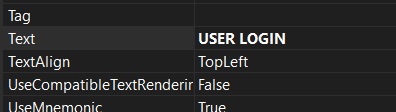 Tag
Text USER LOGIN
TextAlign TopLeft
UseCompatibleTextRenderin False
UseMnemonic True